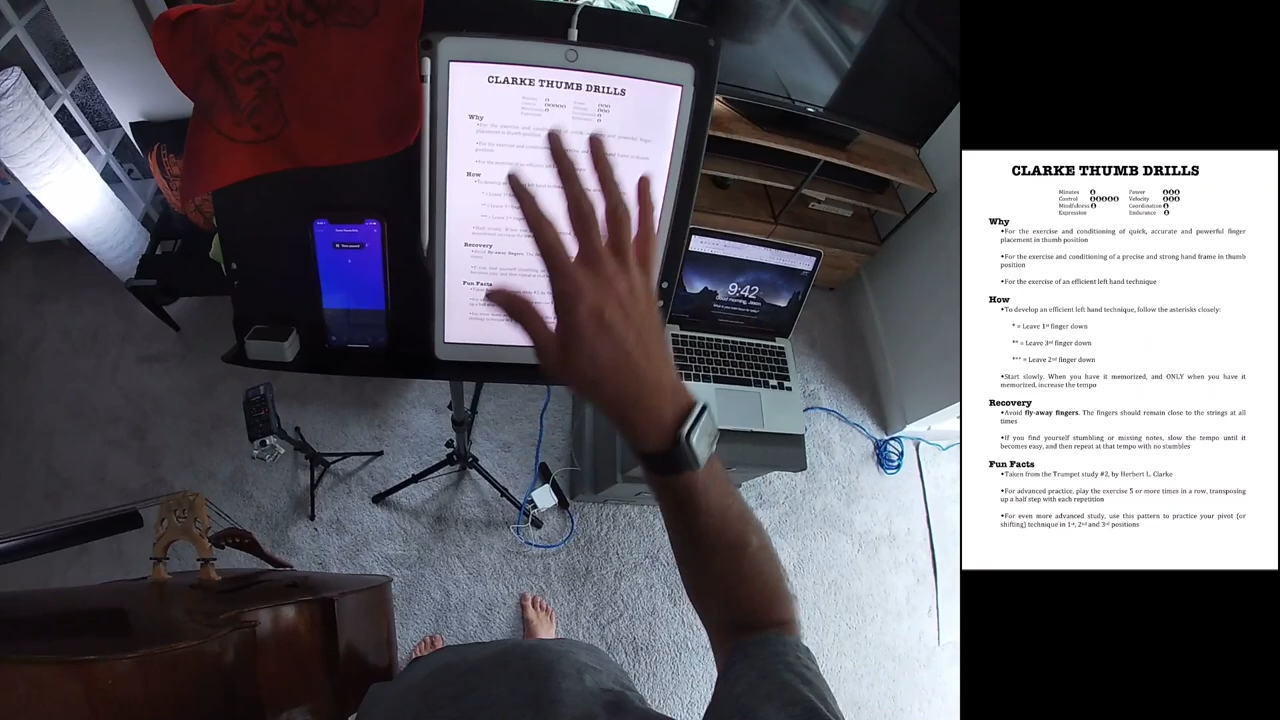 CLARKE THUMB DRILLS
Why
How
Recovery
Fun Facts
9:42
Good morning, Jason
CLARKE THUMB DRILLS
Minutes
Power
Control
Velocity
Mindfulness
Coordination
Expression
Endurance
Why
•For the exercise and conditioning of quick, accurate and powerful finger
placement in thumb position
•For the exercise and conditioning of a precise and strong hand frame in thumb
position
•For the exercise of an efficient left hand technique
How
•To develop an efficient left hand technique, follow the asterisks closely:
* = Leave 1st finger down
** = Leave 3rd finger down
*** = Leave 2nd finger down
•Start slowly. When you have it memorized, and ONLY when you have it
memorized, increase the tempo
Recovery
•Avoid fly-away fingers. The fingers should remain close to the strings at all
times
•If you find yourself stumbling or missing notes, slow the tempo until it
becomes easy, and then repeat at that tempo with no stumbles
Fun Facts
•Taken from the Trumpet study #2, by Herbert L. Clarke
•For advanced practice, play the exercise 5 or more times in a row, transposing
up a half step with each repetition
•For even more advanced study, use this pattern to practice your pivot (or
shifting) technique in 1st, 2nd and 3rd positions